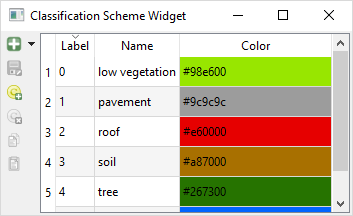 Classification Scheme Widget
Label Name Color
1 0 low vegetation #98e600
2 1 pavement #9c9c9c
3 2 roof #e60000
4 3 soil #a87000
5 4 tree #267300